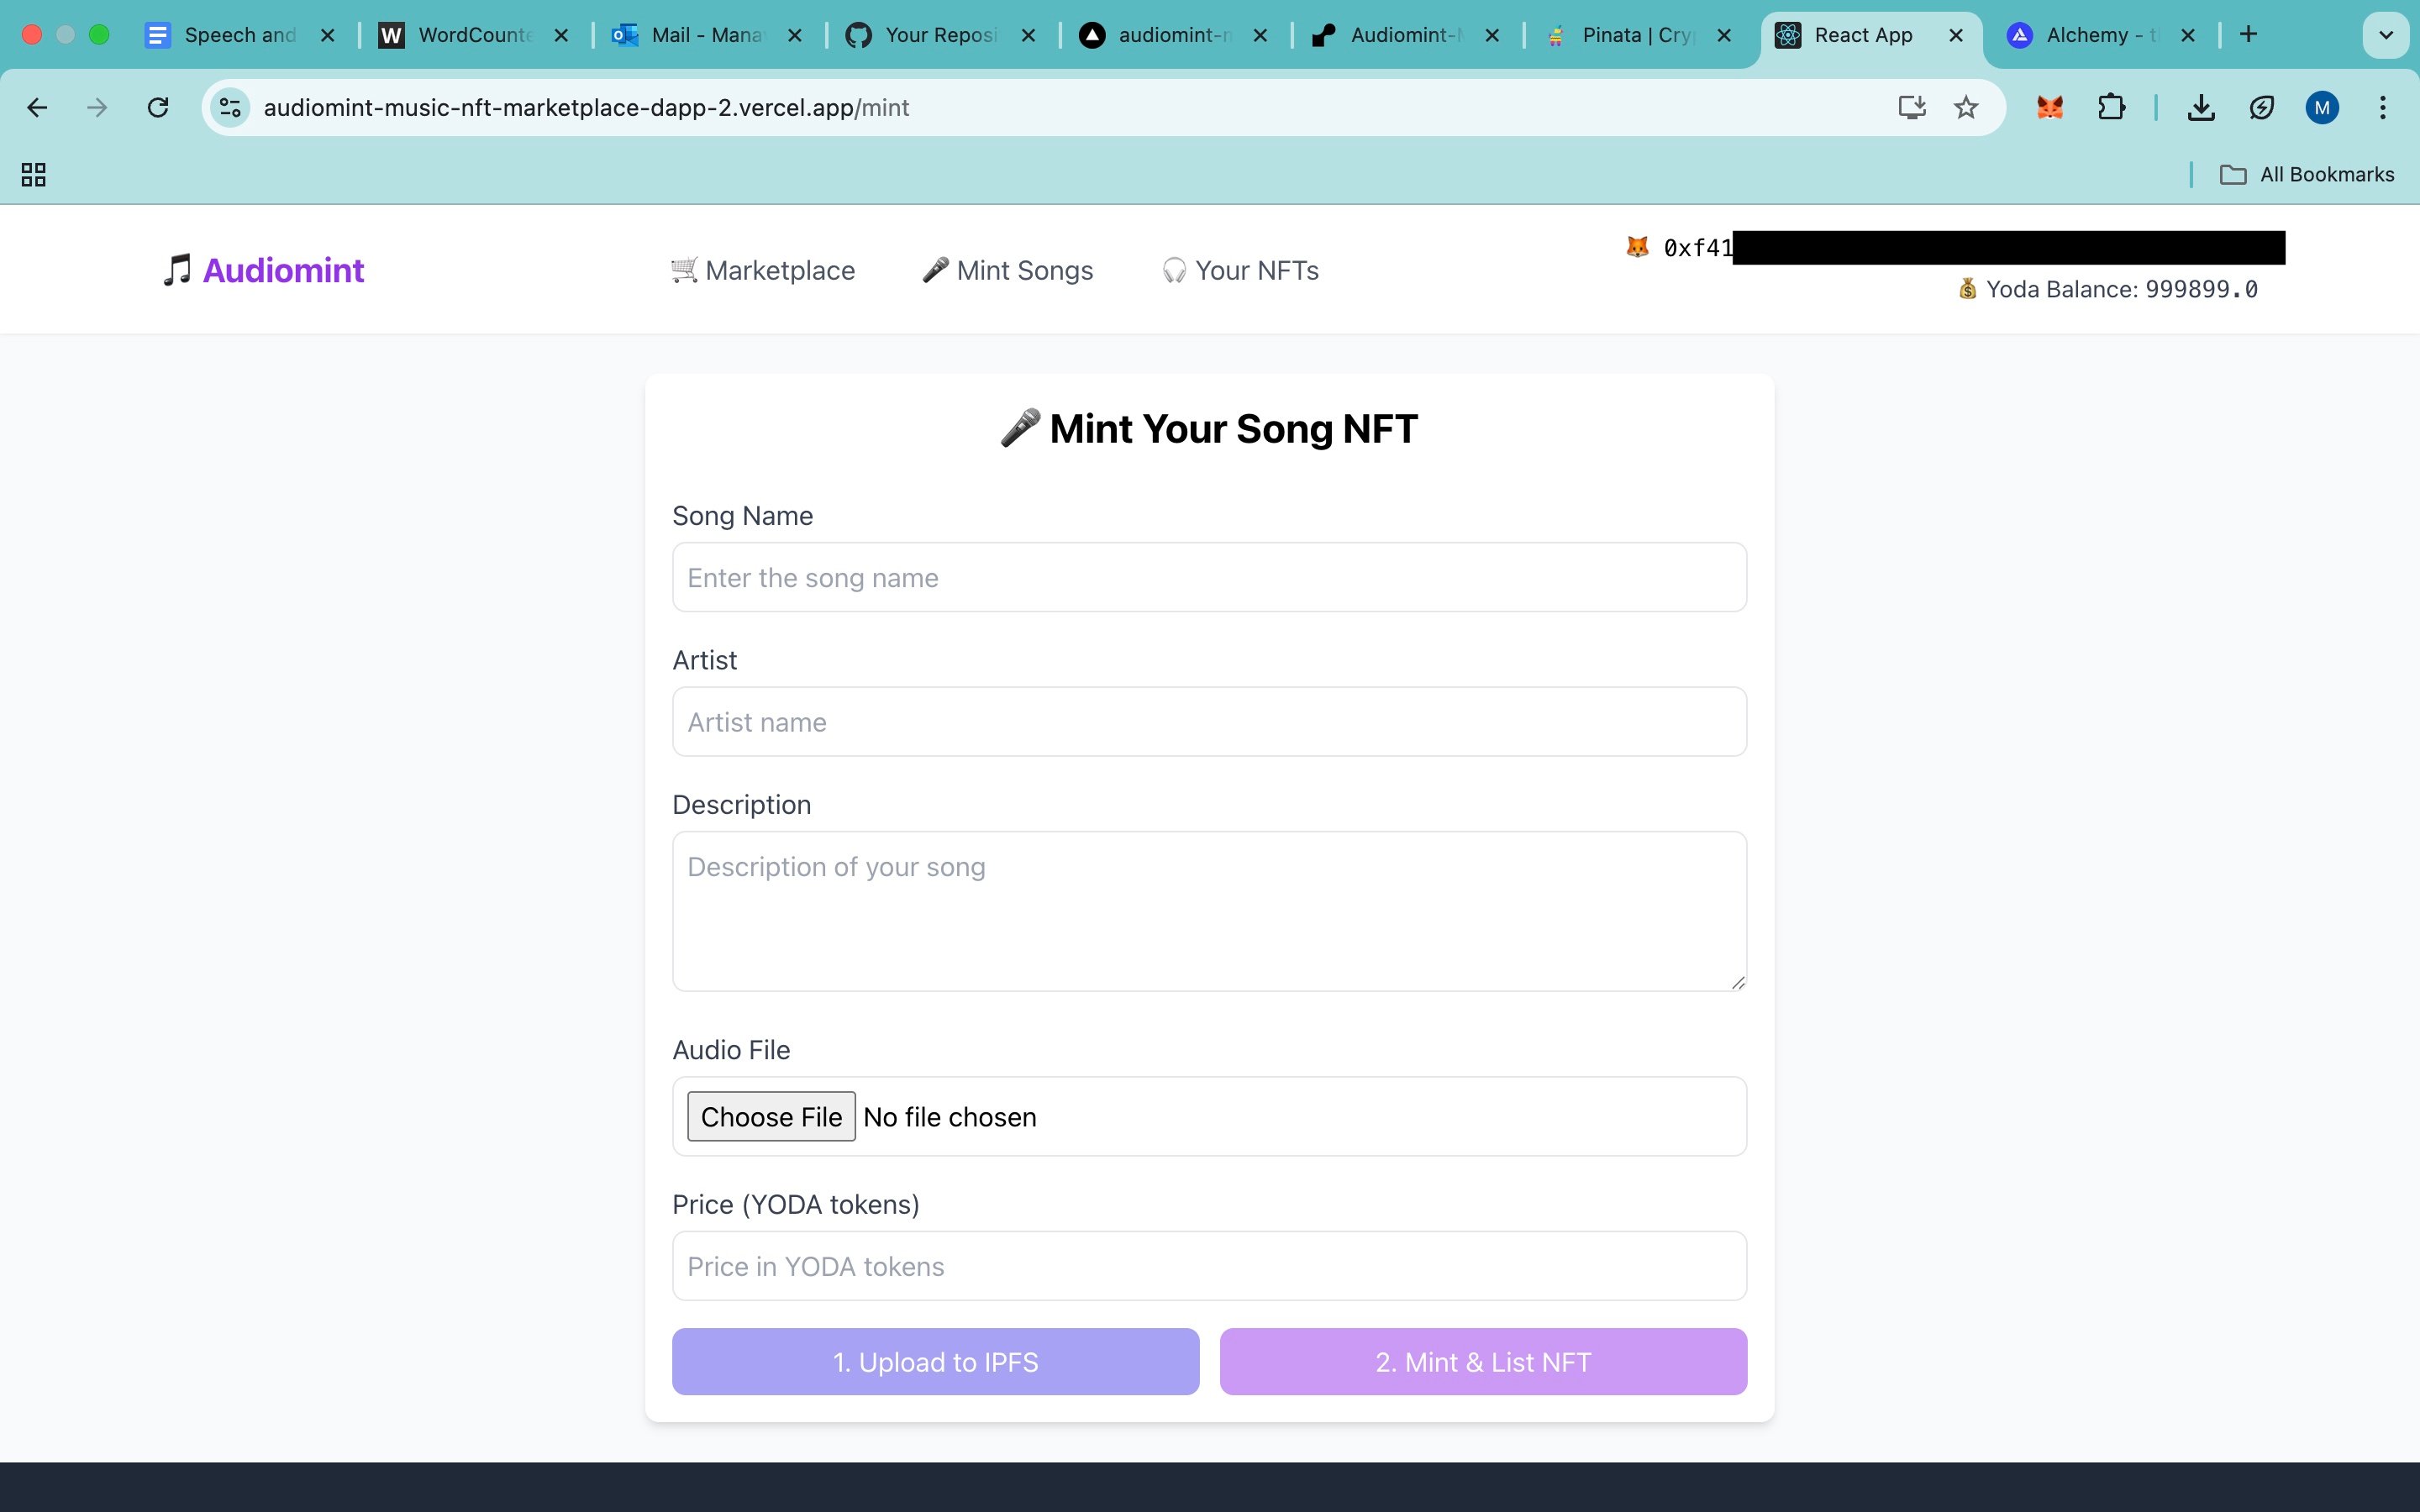 Speech and
WordCounte
Mail - Mana
Your Reposi
audiomint-
Audiomint-
Pinata | Cry
React App
Alchemy - t
audiomint-music-nft-marketplace-dapp-2.vercel.app/mint
M
All Bookmarks
Audiomint
Marketplace
Mint Songs
Your NFTs
0xf41
Yoda Balance: 999899.0
Mint Your Song NFT
Song Name
Enter the song name
Artist
Artist name
Description
Description of your song
Audio File
Choose File No file chosen
Price (YODA tokens)
Price in YODA tokens
1. Upload to IPFS
2. Mint & List NFT